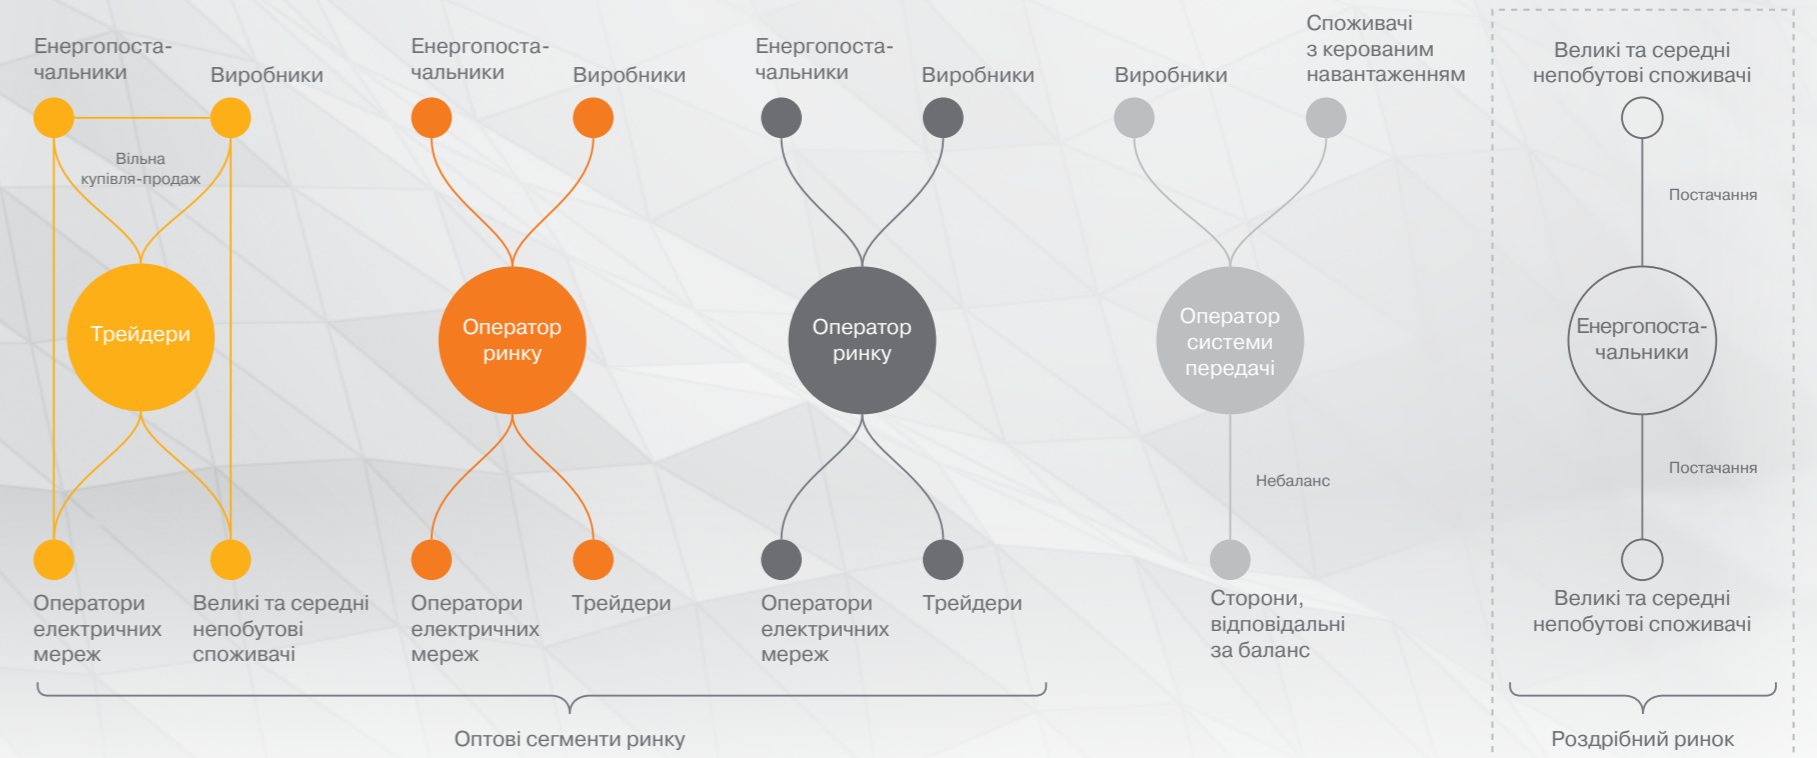 Енергопоста-
чальники
Виробники
Вільна
купівля-продаж
Трейдери
Оператори
електричних
мереж
Великі та середні
непобутові
споживачі
Енергопоста-
чальники
Виробники
Оператор
ринку
Оператори
електричних
мереж
Трейдери
Енергопоста-
чальники
Виробники
Оператор
ринку
Оператори
електричних
мереж
Трейдери
Виробники
Споживачі
з керованим
навантаженням
Оператор
системи
передачі
Небаланс
Сторони,
відповідальні
за баланс
Оптові сегменти ринку
Великі та середні
непобутові споживачі
Постачання
Енергопоста-
чальники
Постачання
Великі та середні
непобутові споживачі
Роздрібний ринок